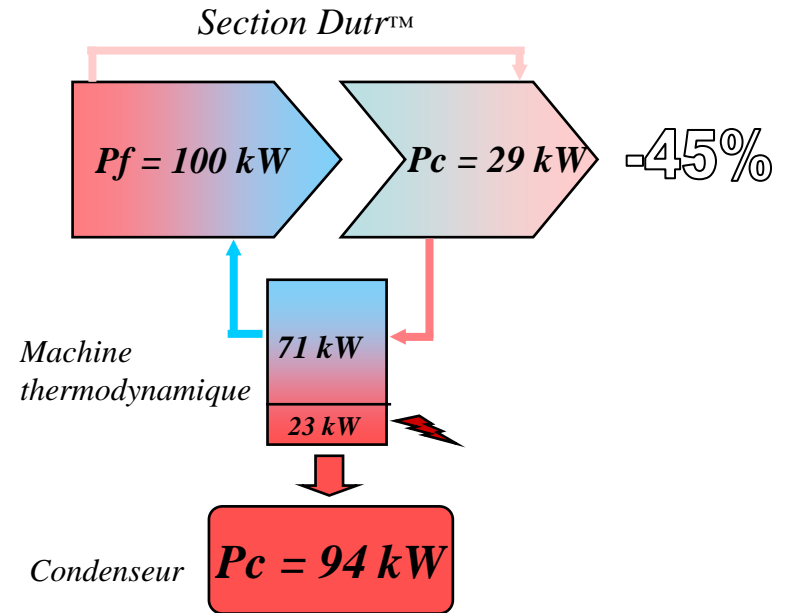 Section Dutr™
Pf = 100 kW
Pc = 29 kW
-45%
Machine
thermodynamique
71 kW
23 kW
Condenseur
Pc = 94 kW